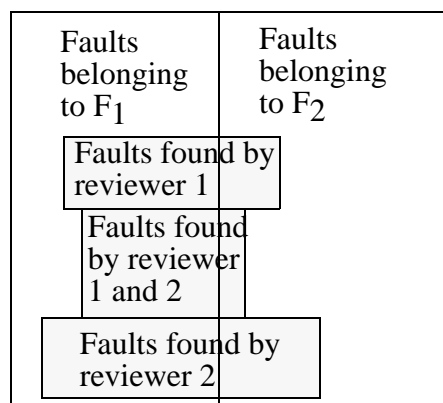 Faults
belonging
to F1
Faults
belonging
to F2
Faults found by
reviewer 1
Faults found
by reviewer
1 and 2
Faults found by
reviewer 2